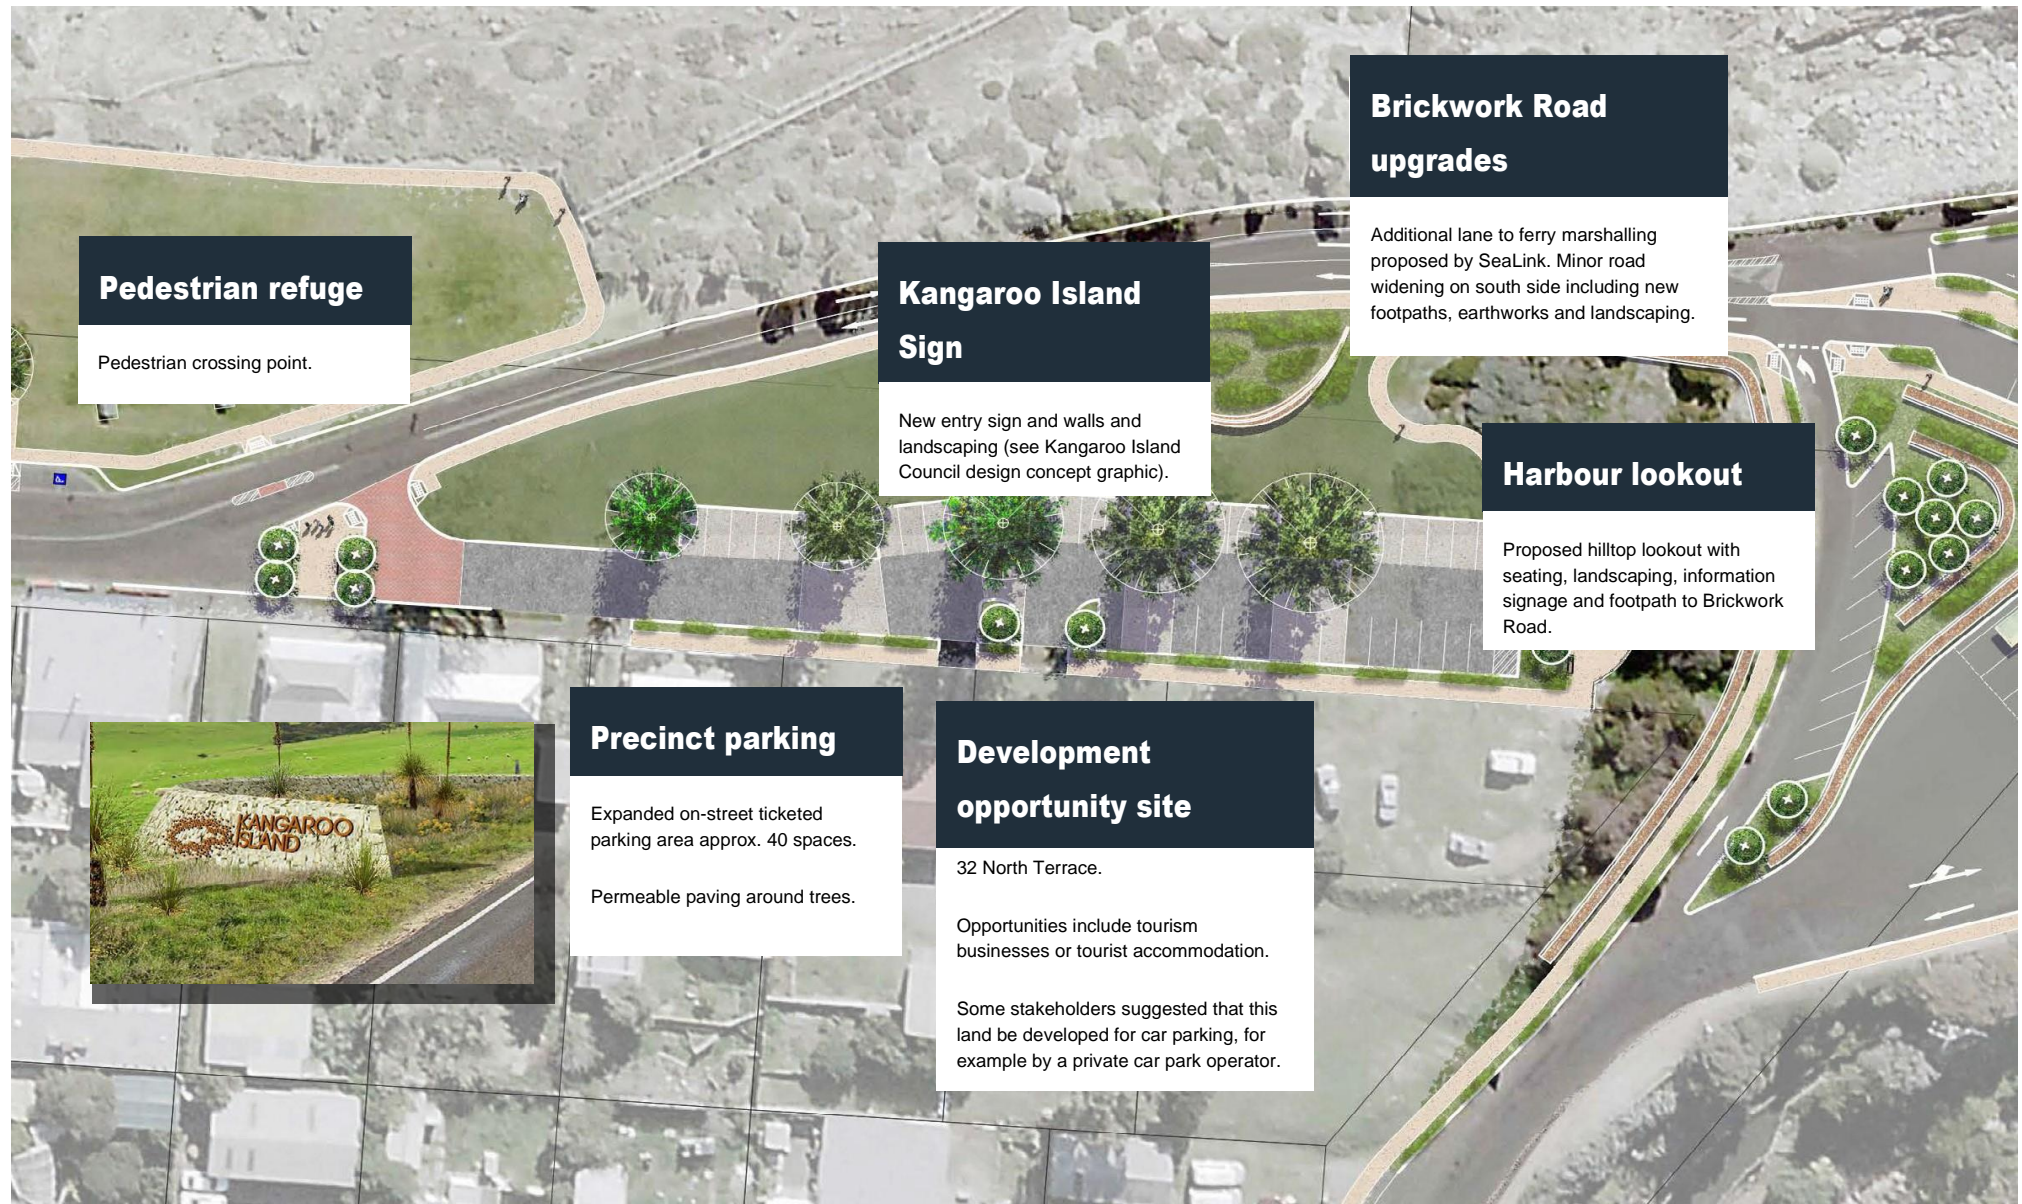 Brickwork Road
upgrades
Additional lane to ferry marshalling
proposed by SeaLink. Minor road
widening on south side including new
footpaths, earthworks and landscaping.
Pedestrian refuge
Pedestrian crossing point.
Kangaroo Island
Sign
New entry sign and walls and
landscaping (see Kangaroo Island
Council design concept graphic).
Harbour lookout
Proposed hilltop lookout with
seating, landscaping, information
signage and footpath to Brickwork
Road.
KANGAROO
ISLAND
Precinct parking
Expanded on-street ticketed
parking area approx. 40 spaces.
Permeable paving around trees.
Development
opportunity site
32 North Terrace.
Opportunities include tourism
businesses or tourist accommodation.
Some stakeholders suggested that this
land be developed for car parking, for
example by a private car park operator.